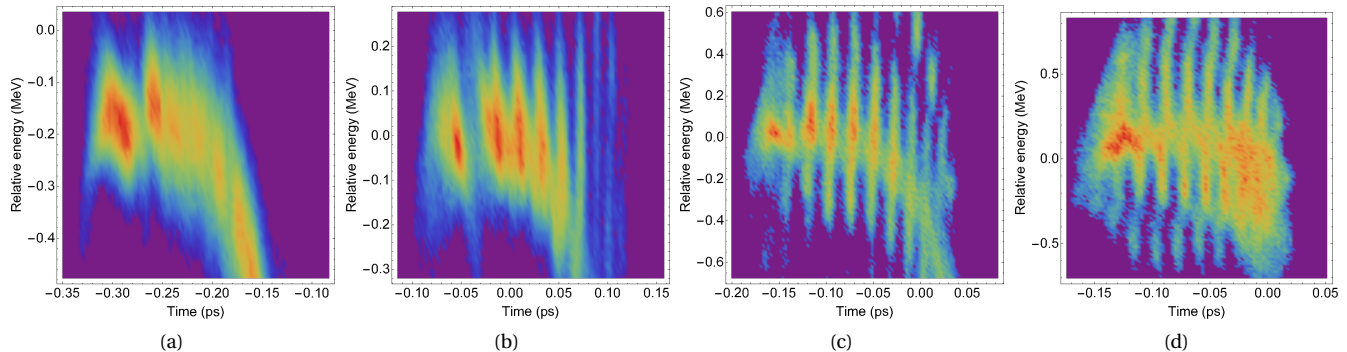 Relative energy (MeV)
0.0
−0.1
−0.2
−0.3
−0.4
−0.35 −0.30 −0.25 −0.20 −0.15 −0.10
Time (ps)
(a)
Relative energy (MeV)
0.2
0.1
0.0
−0.1
−0.2
−0.3
−0.10 −0.05 0.00 0.05 0.10 0.15
Time (ps)
(b)
Relative energy (MeV)
0.6
0.4
0.2
0.0
−0.2
−0.4
−0.6
−0.20 −0.15 −0.10 −0.05 0.00 0.05
Time (ps)
(c)
Relative energy (MeV)
0.5
0.0
−0.5
−0.15 −0.10 −0.05 0.00 0.05
Time (ps)
(d)